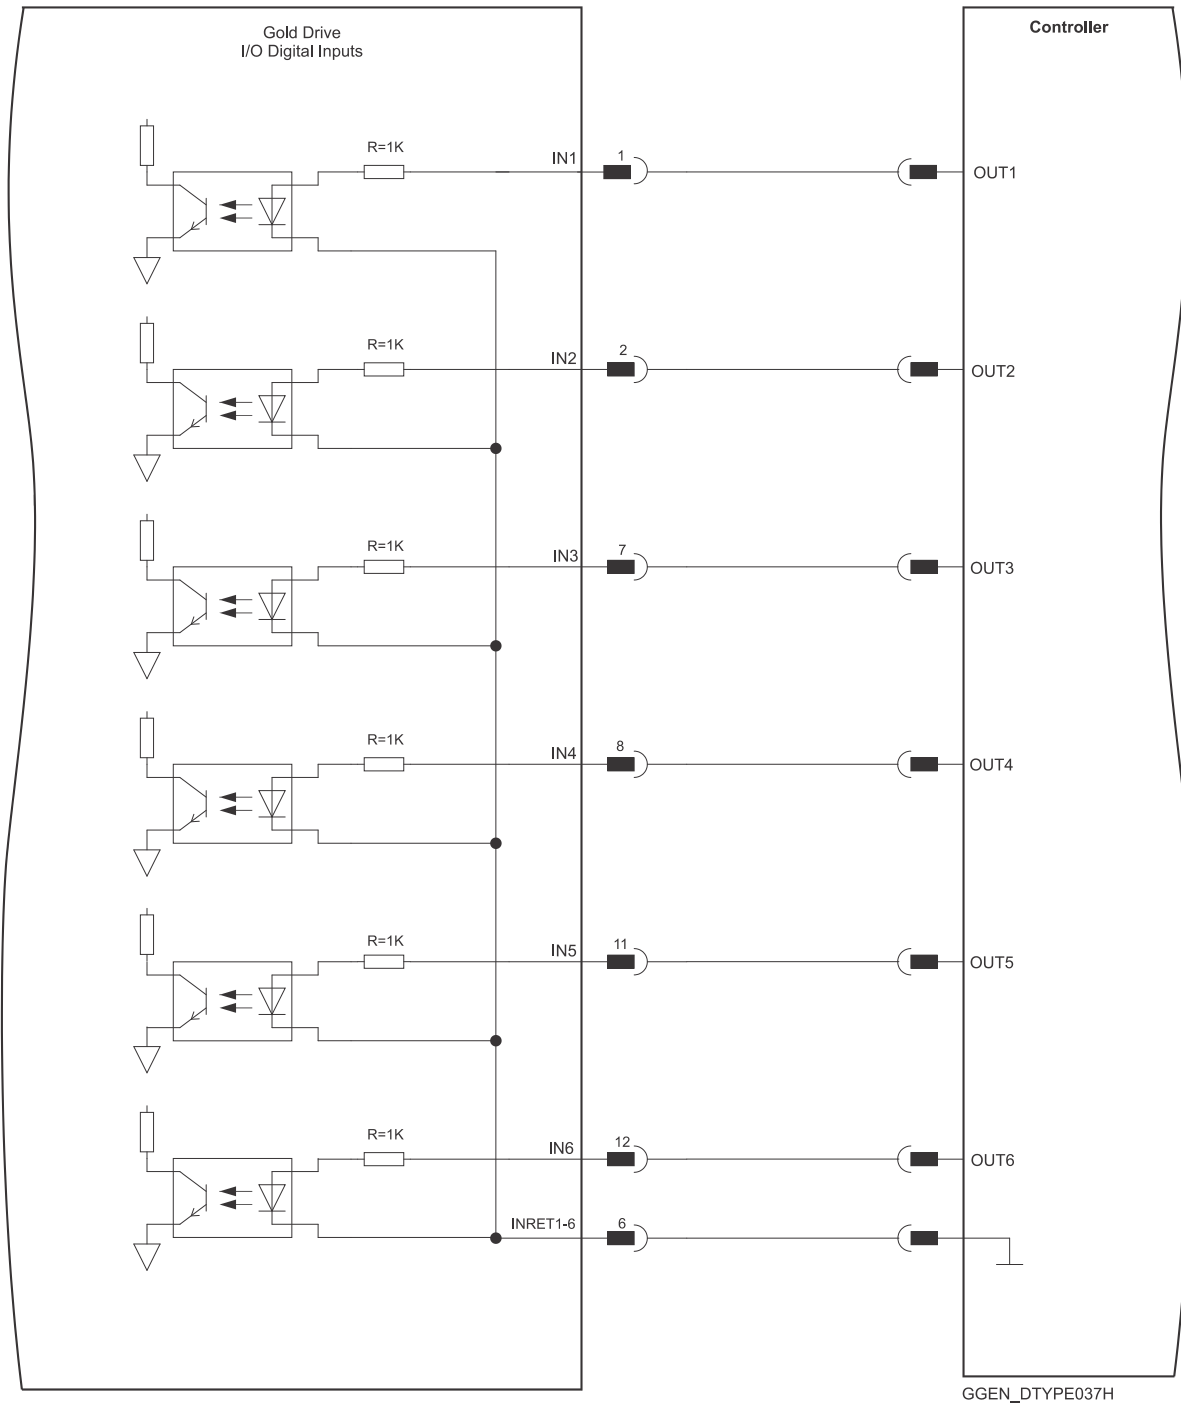 Gold Drive
I/O Digital Inputs
Controller
R=1K
IN1
1
OUT1
R=1K
IN2
2
OUT2
R=1K
IN3
7
OUT3
R=1K
IN4
8
OUT4
R=1K
IN5
11
OUT5
R=1K
IN6
12
OUT6
INRET1-6
6
GGEN_DTYPE037H